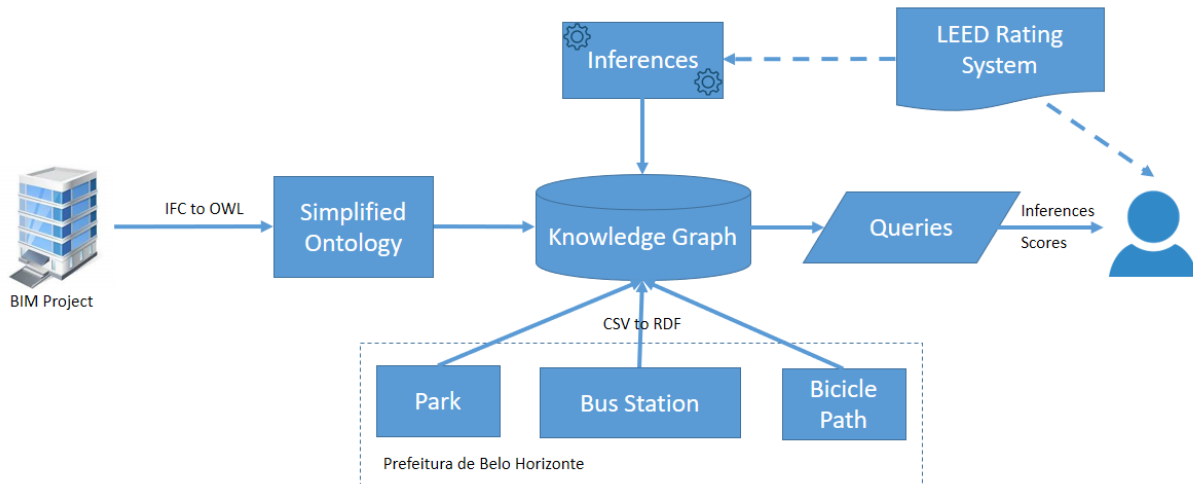 Inferences
LEED Rating
System
IFC to OWL
Simplified
Ontology
Knowledge Graph
Queries
Inferences
Scores
BIM Project
CSV to RDF
Park
Bus Station
Bicicle
Path
Prefeitura de Belo Horizonte